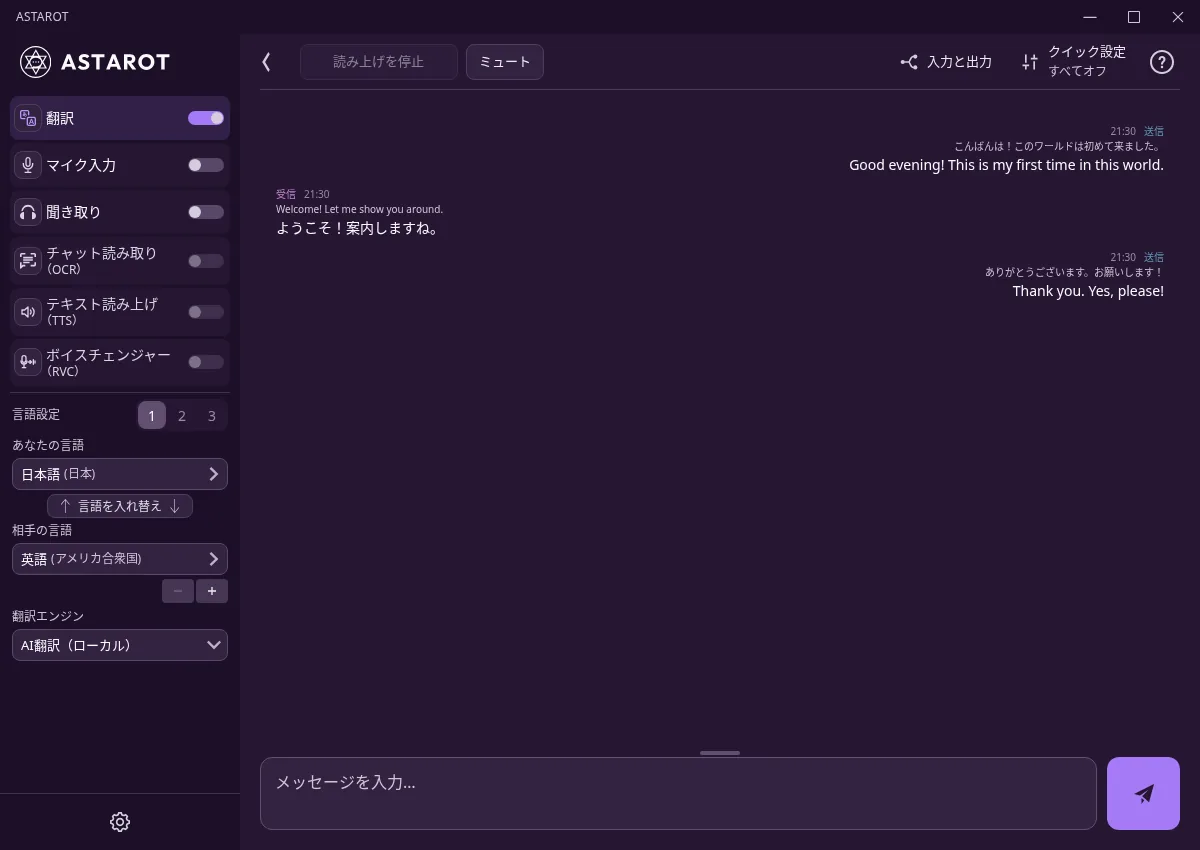 ASTAROT
ASTAROT
翻訳
マイク入力
聞き取り
チャット読み取り
（OCR）
テキスト読み上げ
（TTS）
ボイスチェンジャー
（RVC）
言語設定
1 2 3
あなたの言語
日本語 (日本)
↑ 言語を入れ替え ↓
相手の言語
英語 (アメリカ合衆国)
− +
翻訳エンジン
AI翻訳（ローカル）
読み上げを停止
ミュート
入力と出力
クイック設定
すべてオフ
?
21:30 送信
こんばんは！このワールドは初めて来ました。
Good evening! This is my first time in this world.
受信 21:30
Welcome! Let me show you around.
ようこそ！案内しますね。
21:30 送信
ありがとうございます。お願いします！
Thank you. Yes, please!
メッセージを入力...